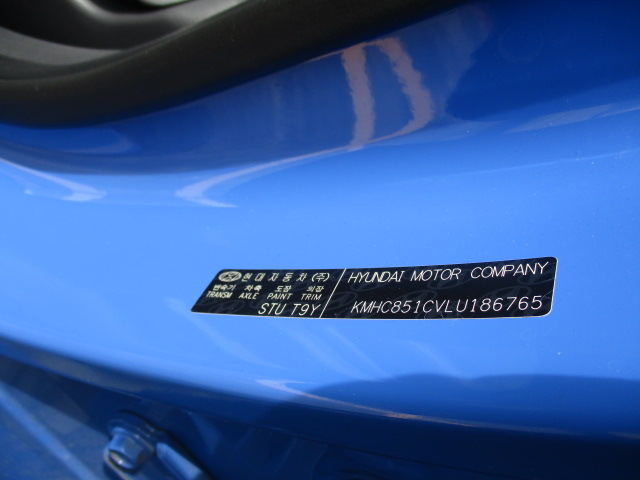 현대자동차(주)
변속기 차축 도장 의장
TRANSM AXLE PAINT TRIM
STU T9Y
HYUNDAI MOTOR COMPANY
KMHC851CVLU186765